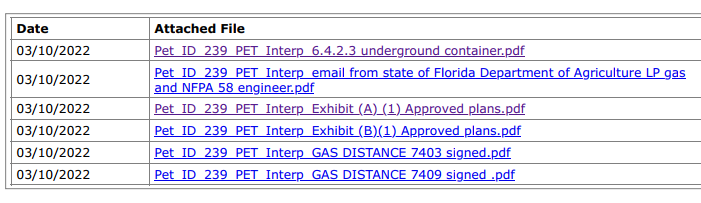 Date Attached File
03/10/2022 Pet_ID_239_PET_Interp_6.4.2.3 underground container.pdf
03/10/2022 Pet_ID_239_PET_Interp_email from state of Florida Department of Agriculture LP gas
and NFPA 58 engineer.pdf
03/10/2022 Pet_ID_239_PET_Interp_Exhibit (A) (1) Approved plans.pdf
03/10/2022 Pet_ID_239_PET_Interp_Exhibit (B)(1) Approved plans.pdf
03/10/2022 Pet_ID_239_PET_Interp_GAS DISTANCE 7403 signed.pdf
03/10/2022 Pet_ID_239_PET_Interp_GAS DISTANCE 7409 signed .pdf